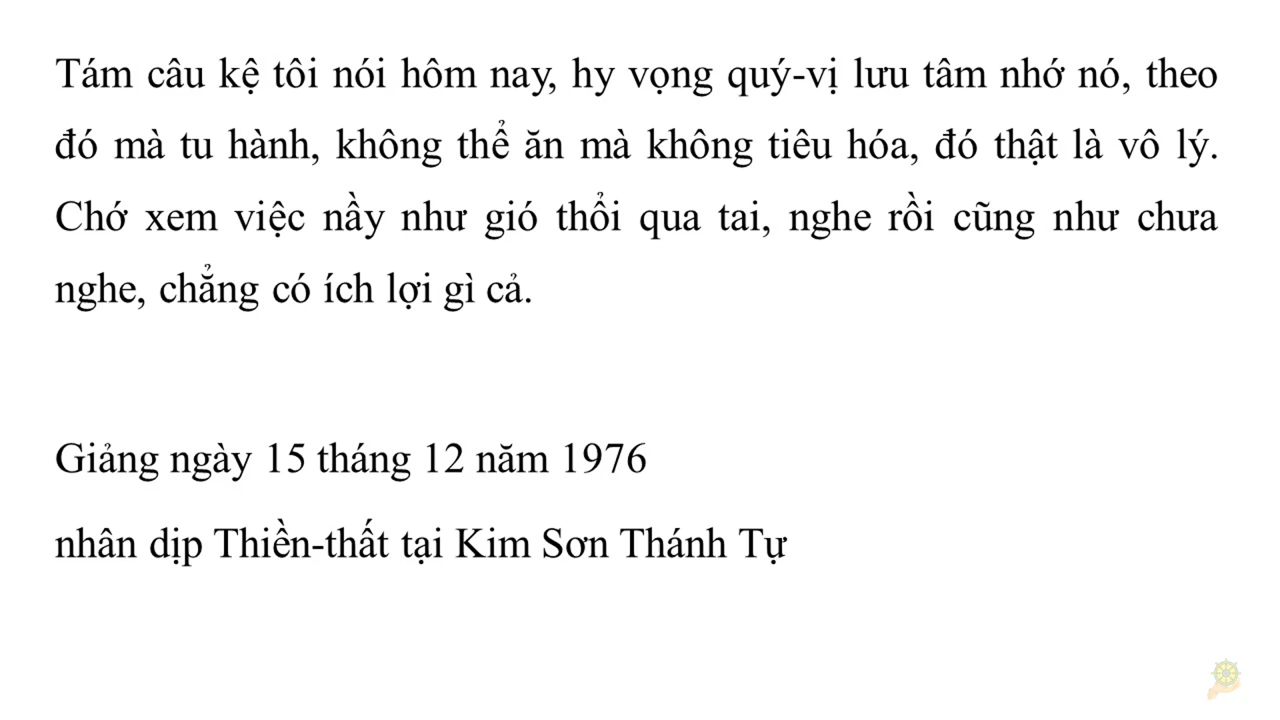 Tám câu kệ tôi nói hôm nay, hy vọng quý-vị lưu tâm nhớ nó, theo
đó mà tu hành, không thể ăn mà không tiêu hóa, đó thật là vô lý.
Chớ xem việc nầy như gió thổi qua tai, nghe rồi cũng như chưa
nghe, chẳng có ích lợi gì cả.
Giảng ngày 15 tháng 12 năm 1976
nhân dịp Thiền-thất tại Kim Sơn Thánh Tự